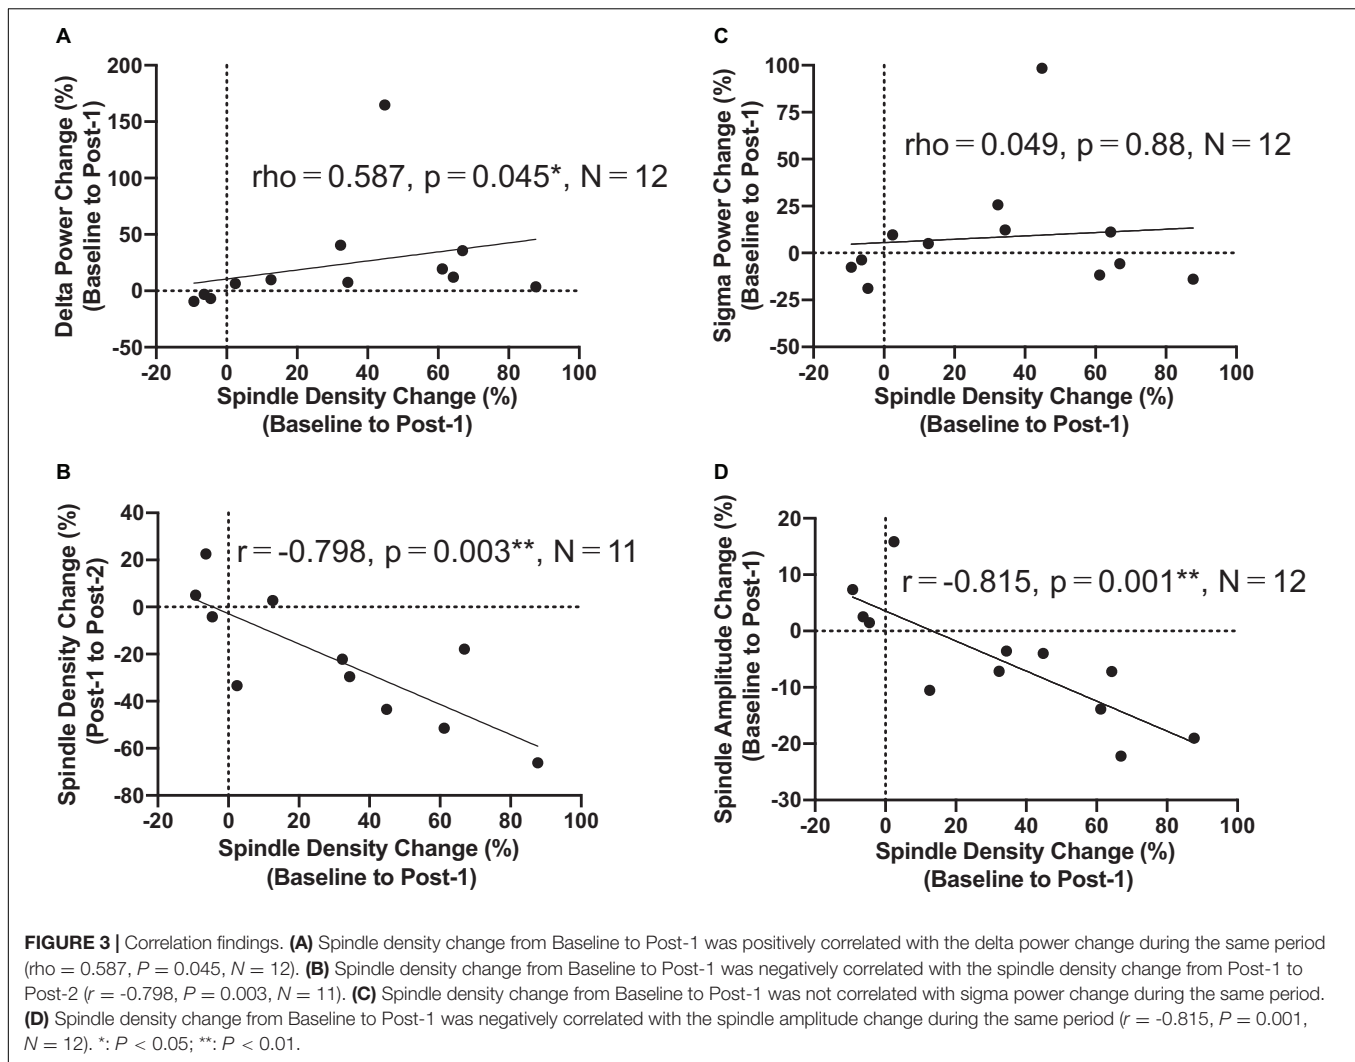 A
Delta Power Change (%)
(Baseline to Post-1)
200
150
100
50
0
-50
rho = 0.587, p = 0.045*, N = 12
-20 0 20 40 60 80 100
Spindle Density Change (%)
(Baseline to Post-1)
C
Sigma Power Change (%)
(Baseline to Post-1)
100
75
50
25
0
-25
-50
rho = 0.049, p = 0.88, N = 12
-20 0 20 40 60 80 100
Spindle Density Change (%)
(Baseline to Post-1)
B
Spindle Density Change (%)
(Post-1 to Post-2)
40
20
0
-20
-40
-60
-80
r = -0.798, p = 0.003**, N = 11
-20 0 20 40 60 80 100
Spindle Density Change (%)
(Baseline to Post-1)
D
Spindle Amplitude Change (%)
(Baseline to Post-1)
20
10
0
-10
-20
-30
r = -0.815, p = 0.001**, N = 12
-20 0 20 40 60 80 100
Spindle Density Change (%)
(Baseline to Post-1)
FIGURE 3 | Correlation findings. (A) Spindle density change from Baseline to Post-1 was positively correlated with the delta power change during the same period
(rho = 0.587, P = 0.045, N = 12). (B) Spindle density change from Baseline to Post-1 was negatively correlated with the spindle density change from Post-1 to
Post-2 (r = -0.798, P = 0.003, N = 11). (C) Spindle density change from Baseline to Post-1 was not correlated with sigma power change during the same period.
(D) Spindle density change from Baseline to Post-1 was negatively correlated with the spindle amplitude change during the same period (r = -0.815, P = 0.001,
N = 12). *: P < 0.05; **: P < 0.01.